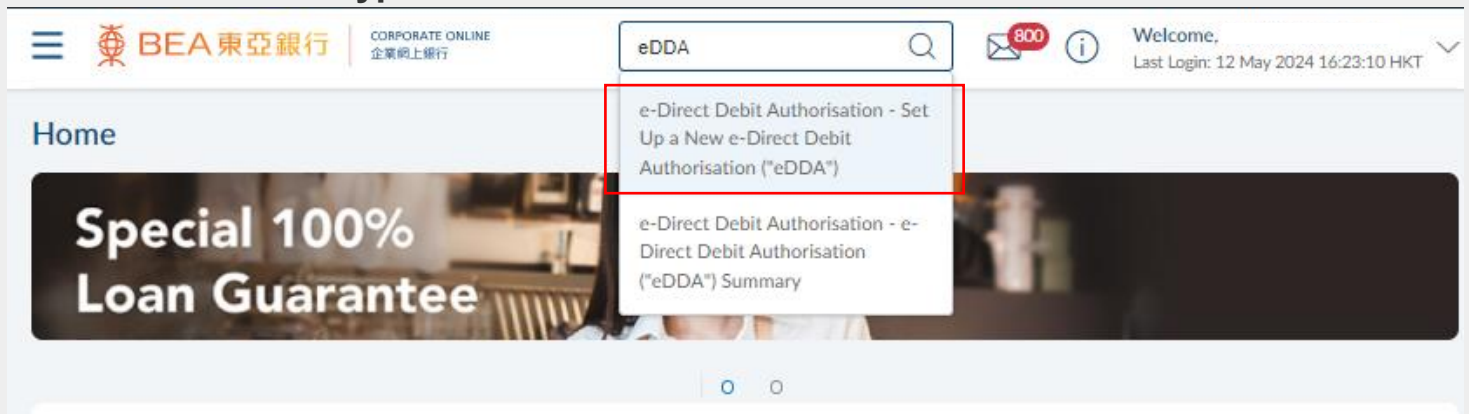 BEA東亞銀行
CORPORATE ONLINE
企業網上銀行
eDDA
800
Welcome,
Last Login: 12 May 2024 16:23:10 HKT
e-Direct Debit Authorisation - Set
Up a New e-Direct Debit
Authorisation ("eDDA")
e-Direct Debit Authorisation - e-
Direct Debit Authorisation
("eDDA") Summary
Home
Special 100%
Loan Guarantee